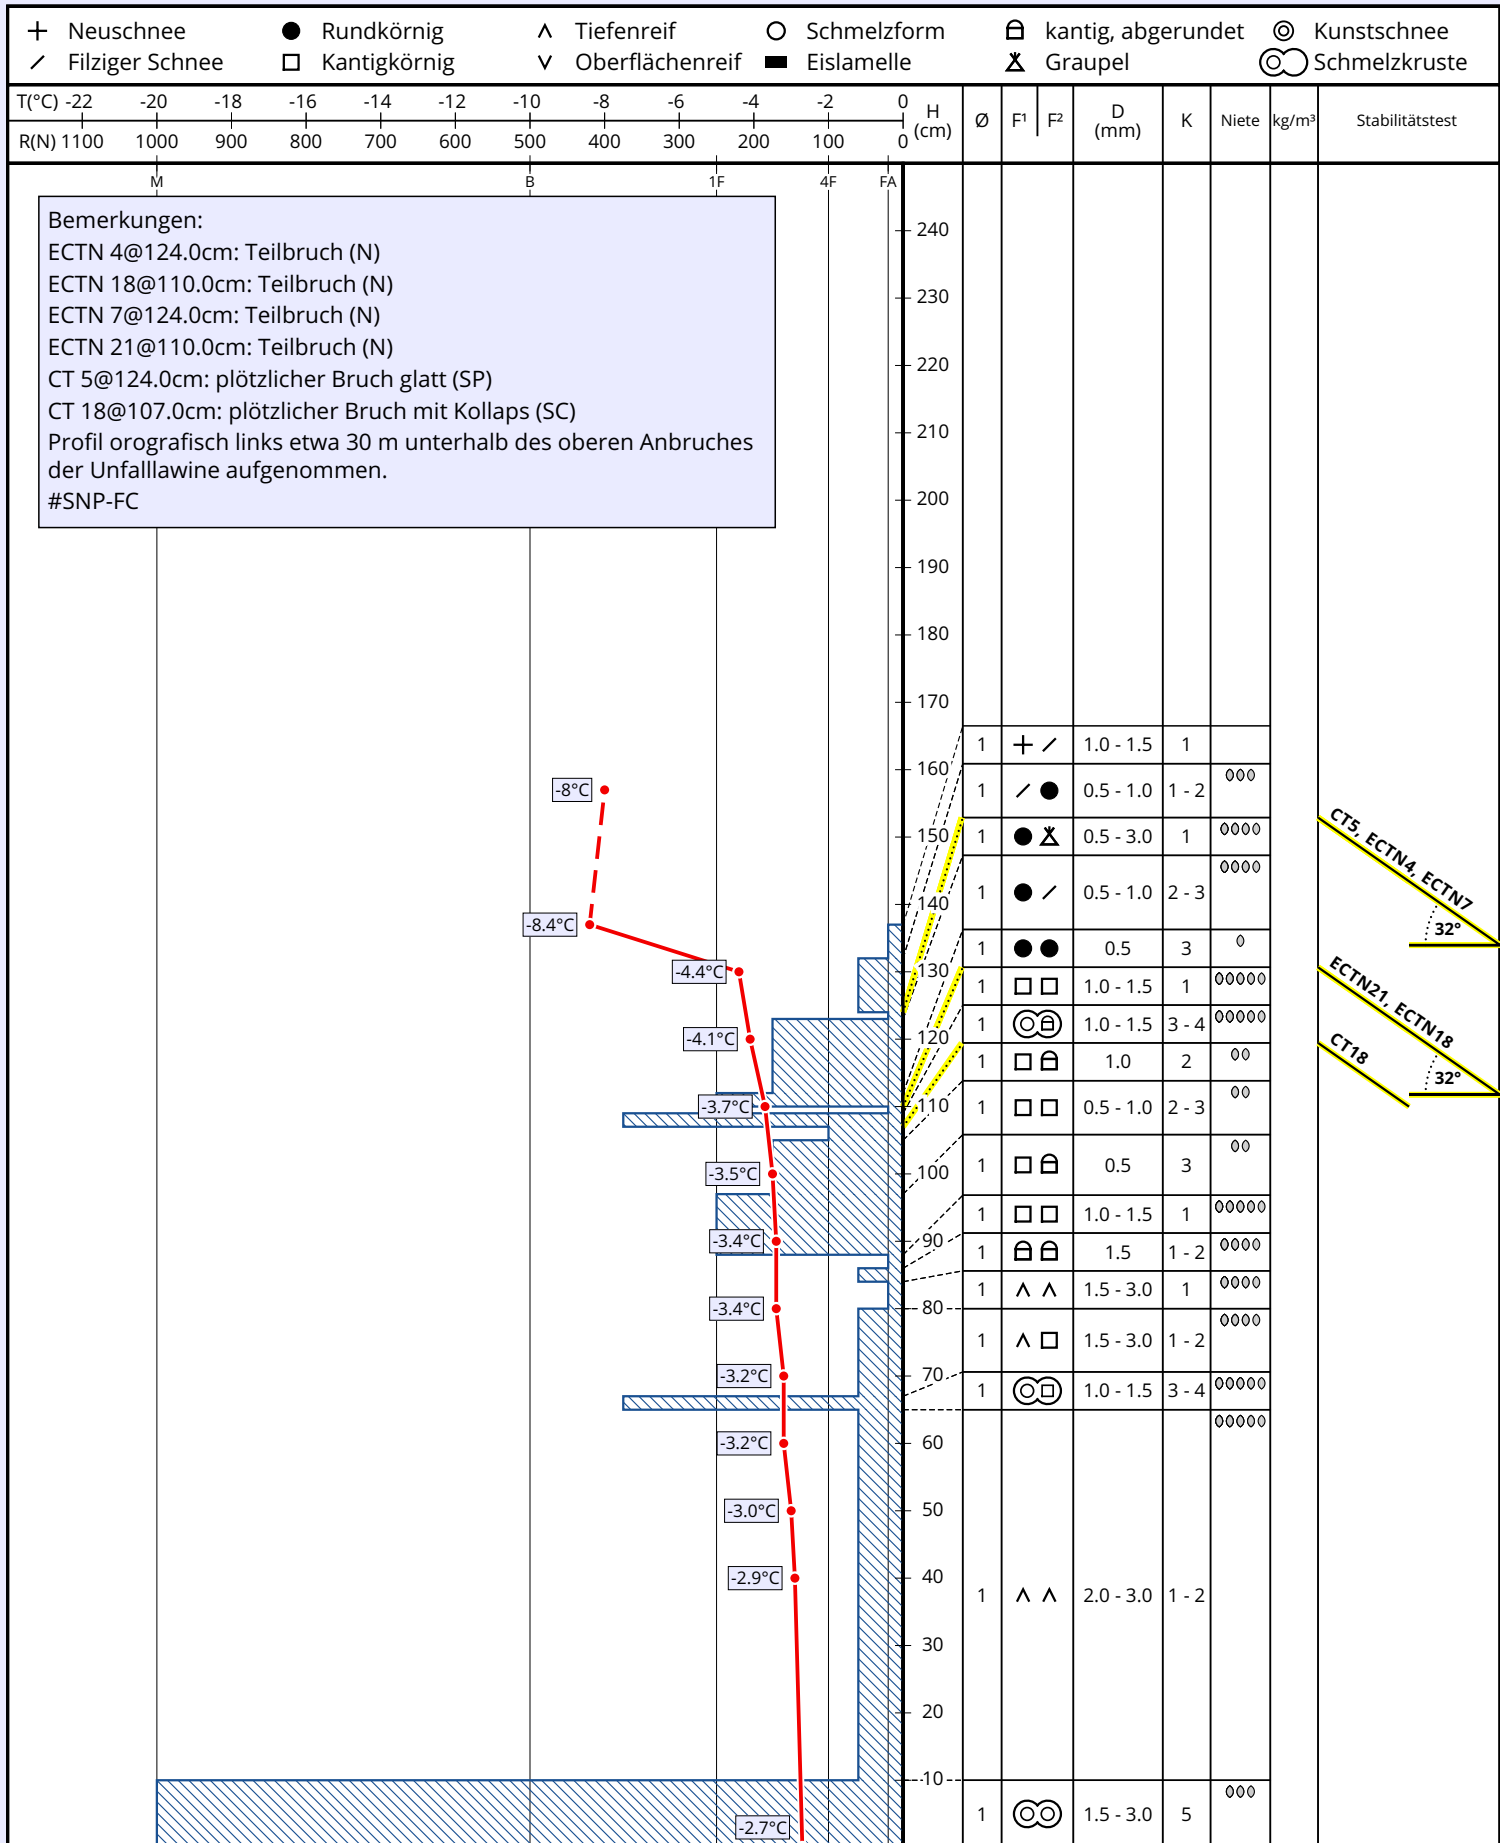 Neuschnee Rundkörnig Tiefenreif Schmelzform kantig, abgerundet Kunstschnee
Filziger Schnee Kantigkörnig Oberflächenreif Eislamelle Graupel Schmelzkruste
T(°C) -22 -20 -18 -16 -14 -12 -10 -8 -6 -4 -2 0
R(N) 1100 1000 900 800 700 600 500 400 300 200 100 0
H (cm) Ø F¹ F² D (mm) K Niete kg/m³ Stabilitätstest
M B 1F 4F FA
Bemerkungen:
ECTN 4@124.0cm: Teilbruch (N)
ECTN 18@110.0cm: Teilbruch (N)
ECTN 7@124.0cm: Teilbruch (N)
ECTN 21@110.0cm: Teilbruch (N)
CT 5@124.0cm: plötzlicher Bruch glatt (SP)
CT 18@107.0cm: plötzlicher Bruch mit Kollaps (SC)
Profil orografisch links etwa 30 m unterhalb des oberen Anbruches
der Unfalllawine aufgenommen.
#SNP-FC
240
230
220
210
200
190
180
170
160
150
140
130
120
110
100
90
80
70
60
50
40
30
20
10
-8°C
-8.4°C
-4.4°C
-4.1°C
-3.7°C
-3.5°C
-3.4°C
-3.4°C
-3.2°C
-3.2°C
-3.0°C
-2.9°C
-2.7°C
1 1.0 - 1.5 1
1 0.5 - 1.0 1 - 2
1 0.5 - 3.0 1
1 0.5 - 1.0 2 - 3
1 0.5 3
1 1.0 - 1.5 1
1 1.0 - 1.5 3 - 4
1 1.0 2
1 0.5 - 1.0 2 - 3
1 0.5 3
1 1.0 - 1.5 1
1 1.5 1 - 2
1 1.5 - 3.0 1
1 1.5 - 3.0 1 - 2
1 1.0 - 1.5 3 - 4
1 2.0 - 3.0 1 - 2
1 1.5 - 3.0 5
CT5, ECTN4, ECTN7
32°
ECTN21, ECTN18
32°
CT18